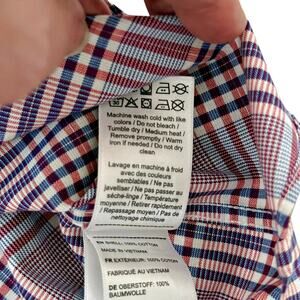 Machine wash cold with like
colors / Do not bleach /
Tumble dry / Medium heat /
Remove promptly / Warm
iron if needed / Do not dry
clean
Lavage en machine à froid
avec des couleurs
semblables / Ne pas
javelliser / Ne pas passer au
sèche-linge / Température
moyenne / Retirer rapidement
/ Repassage moyen / Pas de
nettoyage chimique
EN SHELL: 100% COTTON
MADE IN VIETNAM
FR EXTÉRIEUR: 100% COTON
FABRIQUÉ AU VIETNAM
DE OBERSTOFF: 100%
BAUMWOLLE